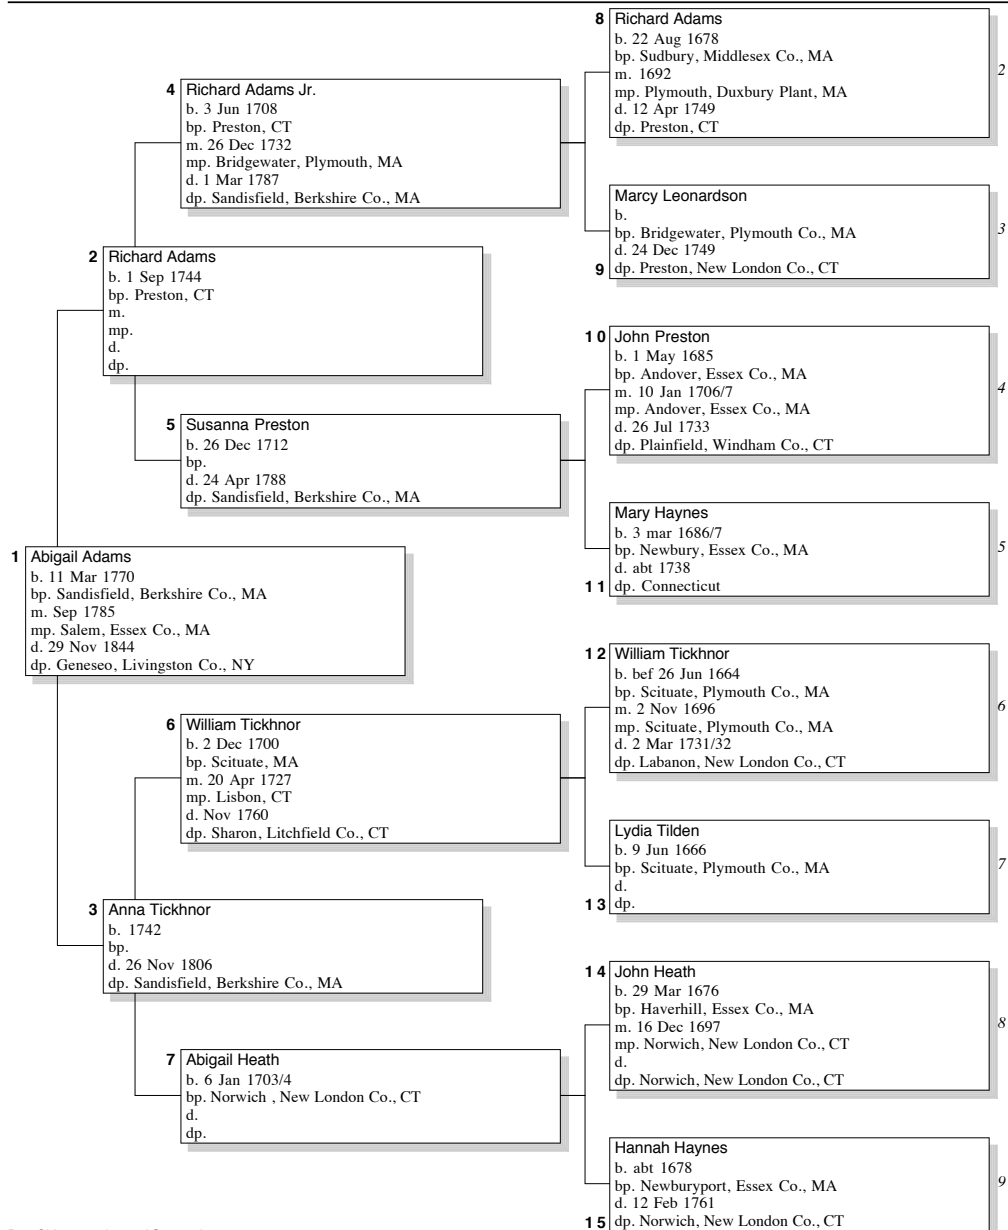 8 Richard Adams
b. 22 Aug 1678
bp. Sudbury, Middlesex Co., MA
m. 1692
mp. Plymouth, Duxbury Plant, MA
d. 12 Apr 1749
dp. Preston, CT
2
4 Richard Adams Jr.
b. 3 Jun 1708
bp. Preston, CT
m. 26 Dec 1732
mp. Bridgewater, Plymouth, MA
d. 1 Mar 1787
dp. Sandisfield, Berkshire Co., MA
Marcy Leonardson
b.
bp. Bridgewater, Plymouth Co., MA
d. 24 Dec 1749
9 dp. Preston, New London Co., CT
3
2 Richard Adams
b. 1 Sep 1744
bp. Preston, CT
m.
mp.
d.
dp.
10 John Preston
b. 1 May 1685
bp. Andover, Essex Co., MA
m. 10 Jan 1706/7
mp. Andover, Essex Co., MA
d. 26 Jul 1733
dp. Plainfield, Windham Co., CT
4
5 Susanna Preston
b. 26 Dec 1712
bp.
d. 24 Apr 1788
dp. Sandisfield, Berkshire Co., MA
Mary Haynes
b. 3 mar 1686/7
bp. Newbury, Essex Co., MA
d. abt 1738
11 dp. Connecticut
5
1 Abigail Adams
b. 11 Mar 1770
bp. Sandisfield, Berkshire Co., MA
m. Sep 1785
mp. Salem, Essex Co., MA
d. 29 Nov 1844
dp. Geneseo, Livingston Co., NY
12 William Tickhnor
b. bef 26 Jun 1664
bp. Scituate, Plymouth Co., MA
m. 2 Nov 1696
mp. Scituate, Plymouth Co., MA
d. 2 Mar 1731/32
dp. Labanon, New London Co., CT
6
6 William Tickhnor
b. 2 Dec 1700
bp. Scituate, MA
m. 20 Apr 1727
mp. Lisbon, CT
d. Nov 1760
dp. Sharon, Litchfield Co., CT
Lydia Tilden
b. 9 Jun 1666
bp. Scituate, Plymouth Co., MA
d.
13 dp.
7
3 Anna Tickhnor
b. 1742
bp.
d. 26 Nov 1806
dp. Sandisfield, Berkshire Co., MA
14 John Heath
b. 29 Mar 1676
bp. Haverhill, Essex Co., MA
m. 16 Dec 1697
mp. Norwich, New London Co., CT
d.
dp. Norwich, New London Co., CT
8
7 Abigail Heath
b. 6 Jan 1703/4
bp. Norwich , New London Co., CT
d.
dp.
Hannah Haynes
b. abt 1678
bp. Newburyport, Essex Co., MA
d. 12 Feb 1761
15 dp. Norwich, New London Co., CT
9